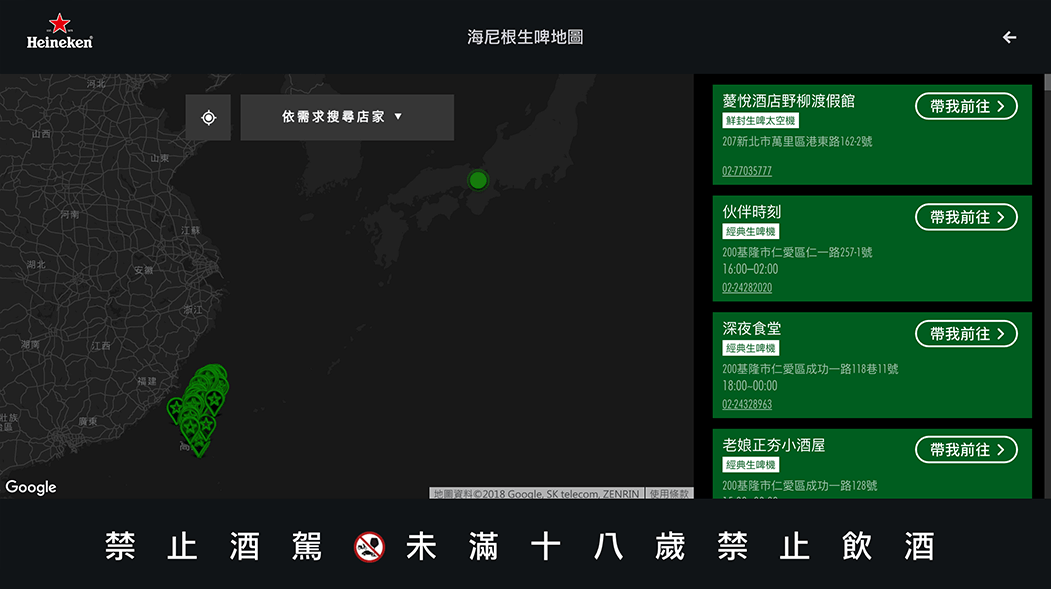 Heineken
海尼根生啤地圖
依需求搜尋店家 ▼
河北
山西
山東
河南
江蘇
湖北
安徽
浙江
湖南
江西
福建
廣東
壯族
高
Google
地圖資料©2018 Google, SK telecom, ZENRIN
使用條款
薆悅酒店野柳渡假館
帶我前往
鮮封生啤太空機
207新北市萬里區港東路162-2號
02-77035777
伙伴時刻
帶我前往
經典生啤機
200基隆市仁愛區仁一路257-1號
16:00–02:00
02-24282020
深夜食堂
帶我前往
經典生啤機
200基隆市仁愛區成功一路118巷11號
18:00~00:00
02-24328963
老娘正夯小酒屋
帶我前往
經典生啤機
200基隆市仁愛區成功一路128號
禁止酒駕 未滿十八歲禁止飲酒